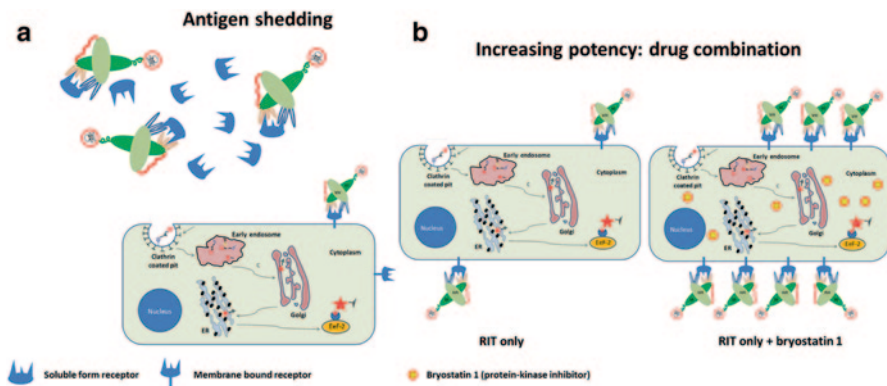 a
Antigen shedding
Early endosome
Clathrin
coated pit
C
Cytoplasm
Golgi
Nucleus
ER
Eef-2
b
Increasing potency: drug combination
Early endosome
Cytoplasm
Clathrin
coated pit
C
Nucleus
Golgi
ER
Eef-2
RIT only
Early endosome
Cytoplasm
Clathrin
coated pit
C
Nucleus
Golgi
ER
Eef-2
RIT only + bryostatin 1
Soluble form receptor
Membrane bound receptor
Bryostatin 1 (protein-kinase inhibitor)